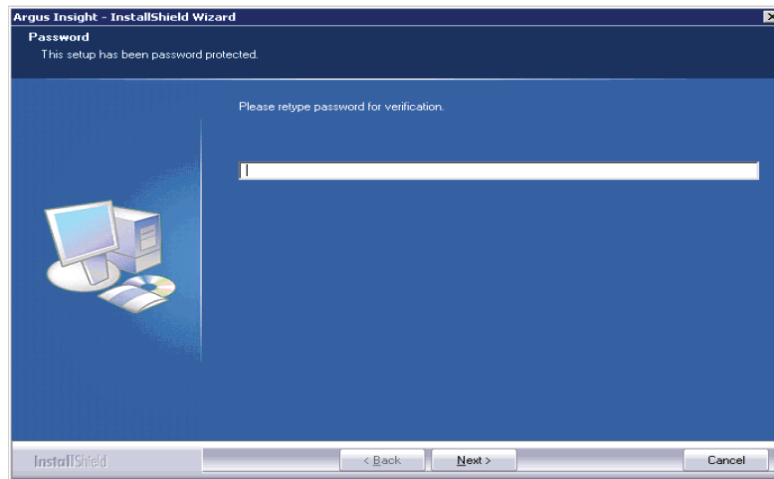 Argus Insight - InstallShield Wizard
Password
This setup has been password protected.
Please retype password for verification.
InstallShield
< Back
Next >
Cancel